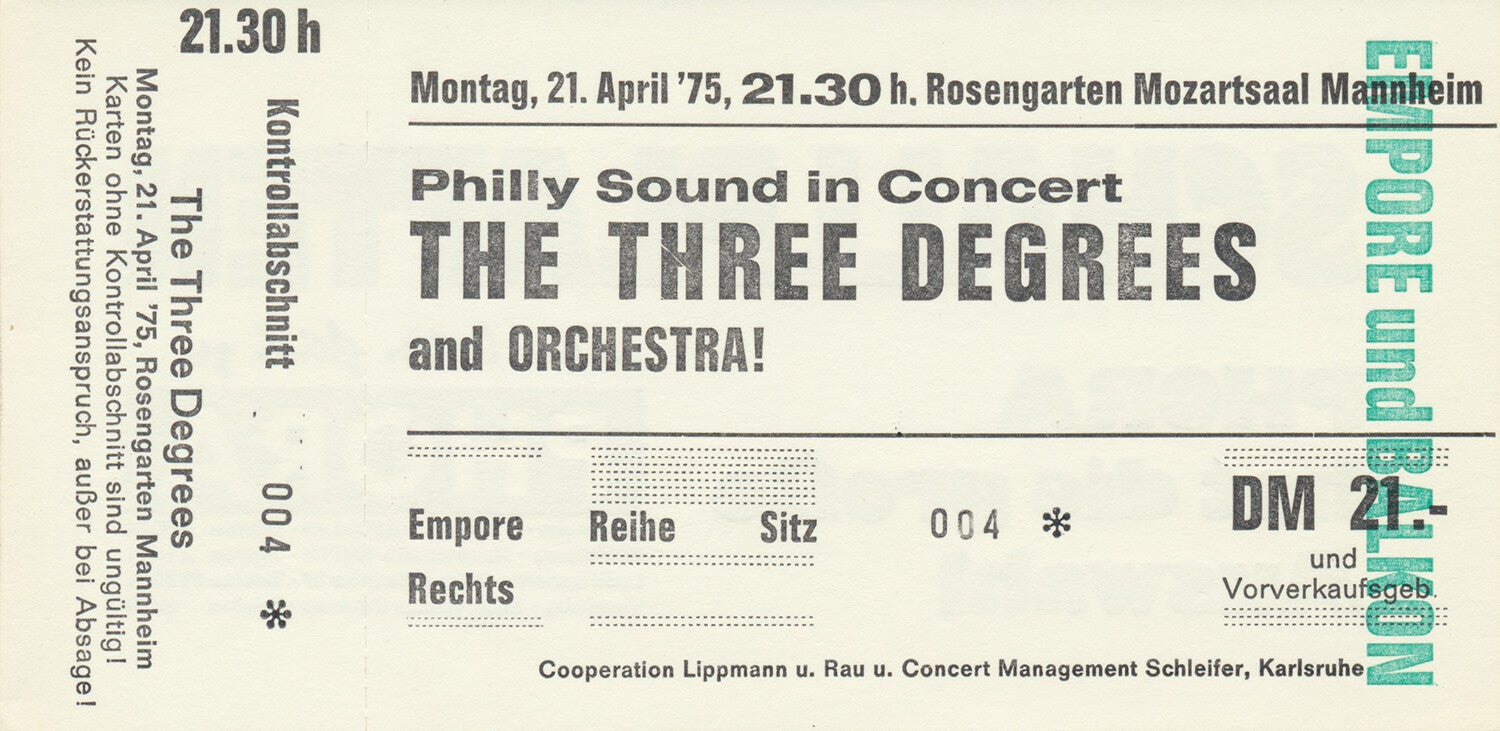 21.30 h
Kontrollabschnitt 004 *
The Three Degrees
Montag, 21. April '75, Rosengarten Mannheim
Karten ohne Kontrollabschnitt sind ungültig!
Kein Rückerstattungsanspruch, außer bei Absage!
Montag, 21. April '75, 21.30 h. Rosengarten Mozartsaal Mannheim
Philly Sound in Concert
THE THREE DEGREES
and ORCHESTRA!
Empore Reihe Sitz 004 * DM 21.-
Rechts
und
Vorverkaufsgeb.
Cooperation Lippmann u. Rau u. Concert Management Schleifer, Karlsruhe
EMPORE und BALKON